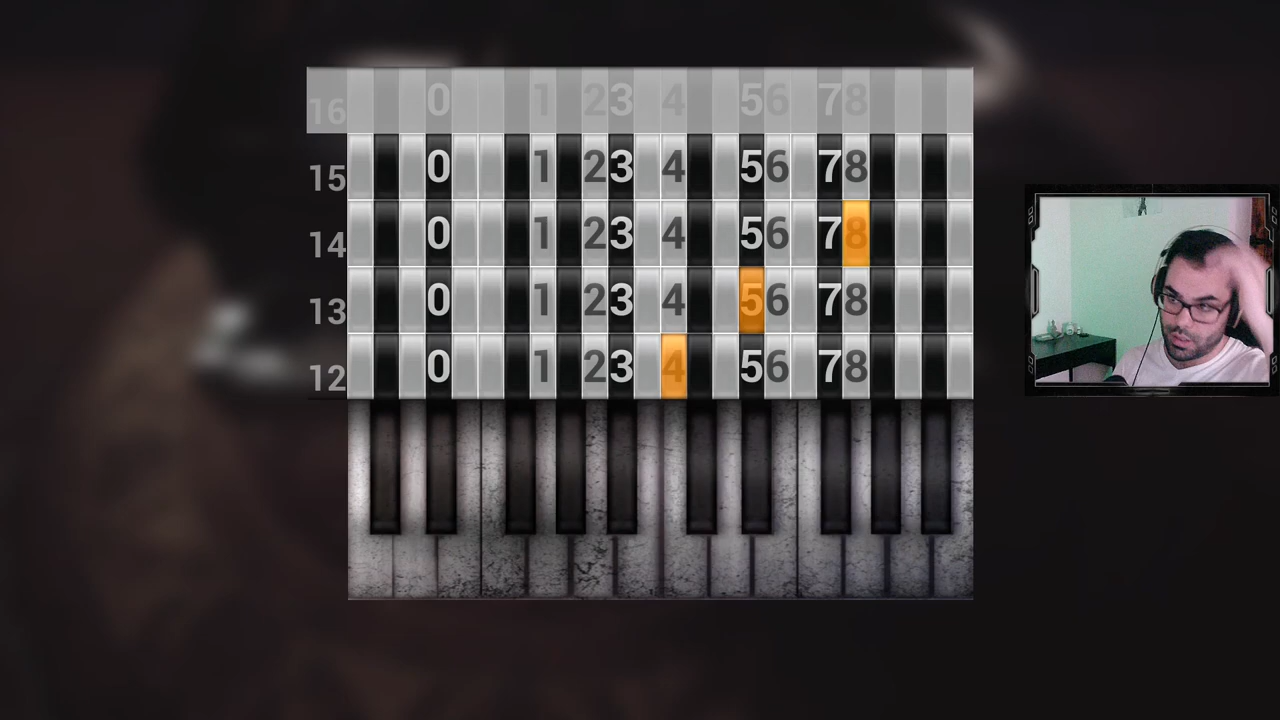 16 0 1 2 3 4 5 6 7 8
15 0 1 2 3 4 5 6 7 8
14 0 1 2 3 4 5 6 7 8
13 0 1 2 3 4 5 6 7 8
12 0 1 2 3 4 5 6 7 8